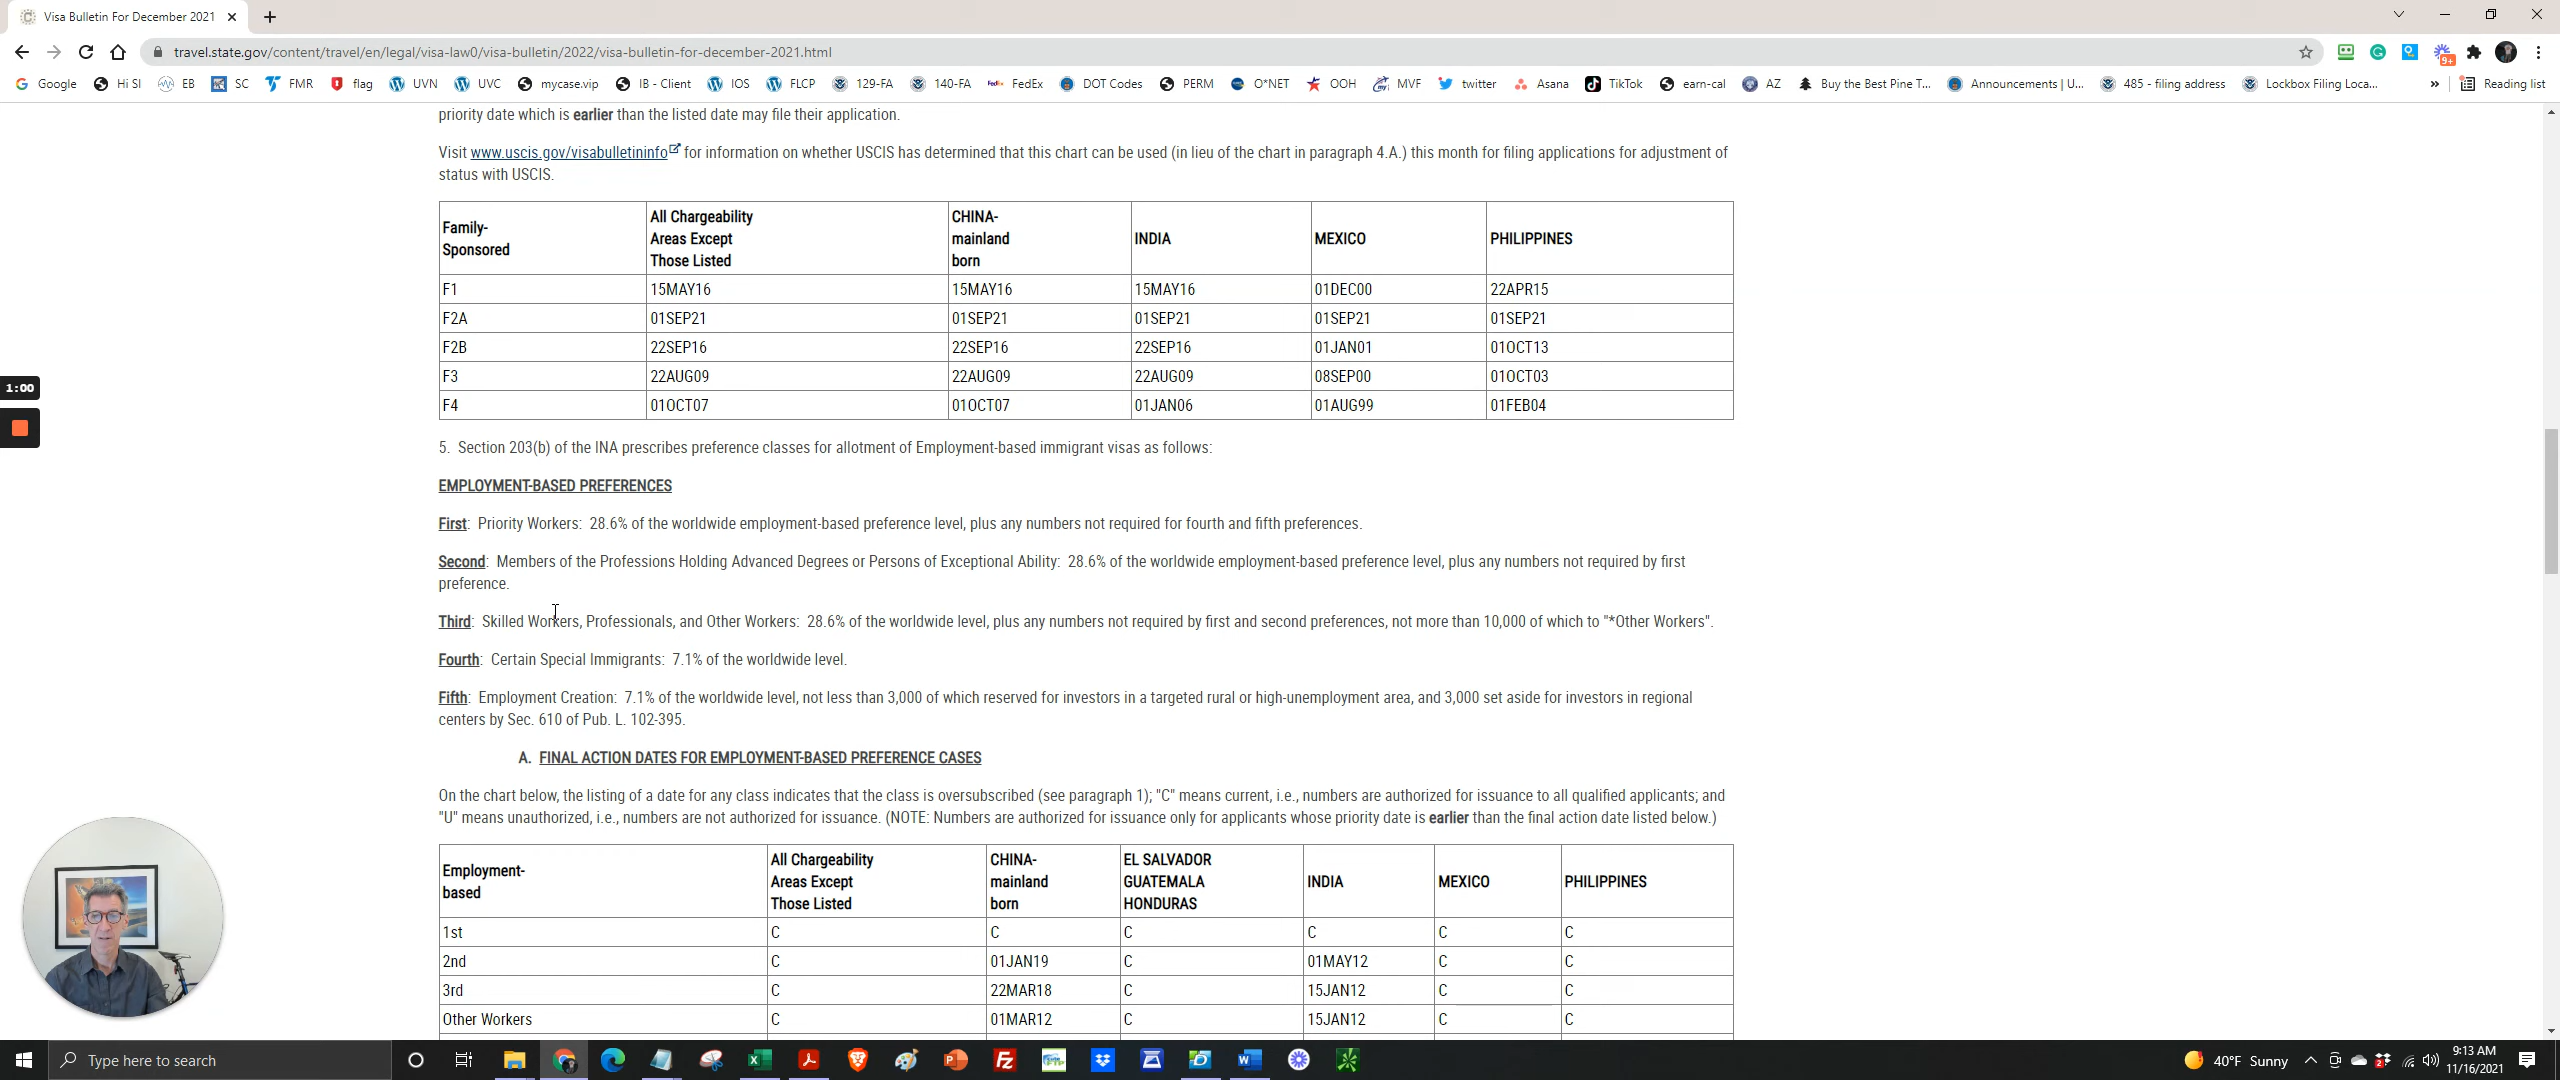 Visa Bulletin For December 2021
travel.state.gov/content/travel/en/legal/visa-law0/visa-bulletin/2022/visa-bulletin-for-december-2021.html
9+
Google Hi SI EB SC FMR flag UVN UVC mycase.vip IB - Client IOS FLCP 129-FA 140-FA FedEx DOT Codes PERM O*NET OOH MVF twitter Asana TikTok earn-cal AZ Buy the Best Pine T... Announcements | U... 485 - filing address Lockbox Filing Loca... » Reading list
priority date which is earlier than the listed date may file their application.
Visit www.uscis.gov/visabulletininfo for information on whether USCIS has determined that this chart can be used (in lieu of the chart in paragraph 4.A.) this month for filing applications for adjustment of
status with USCIS.
Family-Sponsored All Chargeability Areas Except Those Listed CHINA-mainland born INDIA MEXICO PHILIPPINES
F1 15MAY16 15MAY16 15MAY16 01DEC00 22APR15
F2A 01SEP21 01SEP21 01SEP21 01SEP21 01SEP21
F2B 22SEP16 22SEP16 22SEP16 01JAN01 01OCT13
F3 22AUG09 22AUG09 22AUG09 08SEP00 01OCT03
F4 01OCT07 01OCT07 01JAN06 01AUG99 01FEB04
1:00
5. Section 203(b) of the INA prescribes preference classes for allotment of Employment-based immigrant visas as follows:
EMPLOYMENT-BASED PREFERENCES
First: Priority Workers: 28.6% of the worldwide employment-based preference level, plus any numbers not required for fourth and fifth preferences.
Second: Members of the Professions Holding Advanced Degrees or Persons of Exceptional Ability: 28.6% of the worldwide employment-based preference level, plus any numbers not required by first
preference.
Third: Skilled Workers, Professionals, and Other Workers: 28.6% of the worldwide level, plus any numbers not required by first and second preferences, not more than 10,000 of which to "*Other Workers".
Fourth: Certain Special Immigrants: 7.1% of the worldwide level.
Fifth: Employment Creation: 7.1% of the worldwide level, not less than 3,000 of which reserved for investors in a targeted rural or high-unemployment area, and 3,000 set aside for investors in regional
centers by Sec. 610 of Pub. L. 102-395.
A. FINAL ACTION DATES FOR EMPLOYMENT-BASED PREFERENCE CASES
On the chart below, the listing of a date for any class indicates that the class is oversubscribed (see paragraph 1); "C" means current, i.e., numbers are authorized for issuance to all qualified applicants; and
"U" means unauthorized, i.e., numbers are not authorized for issuance. (NOTE: Numbers are authorized for issuance only for applicants whose priority date is earlier than the final action date listed below.)
Employment-based All Chargeability Areas Except Those Listed CHINA-mainland born EL SALVADOR GUATEMALA HONDURAS INDIA MEXICO PHILIPPINES
1st C C C C C C
2nd C 01JAN19 C 01MAY12 C C
3rd C 22MAR18 C 15JAN12 C C
Other Workers C 01MAR12 C 15JAN12 C C
Type here to search
40°F Sunny
9:13 AM
11/16/2021